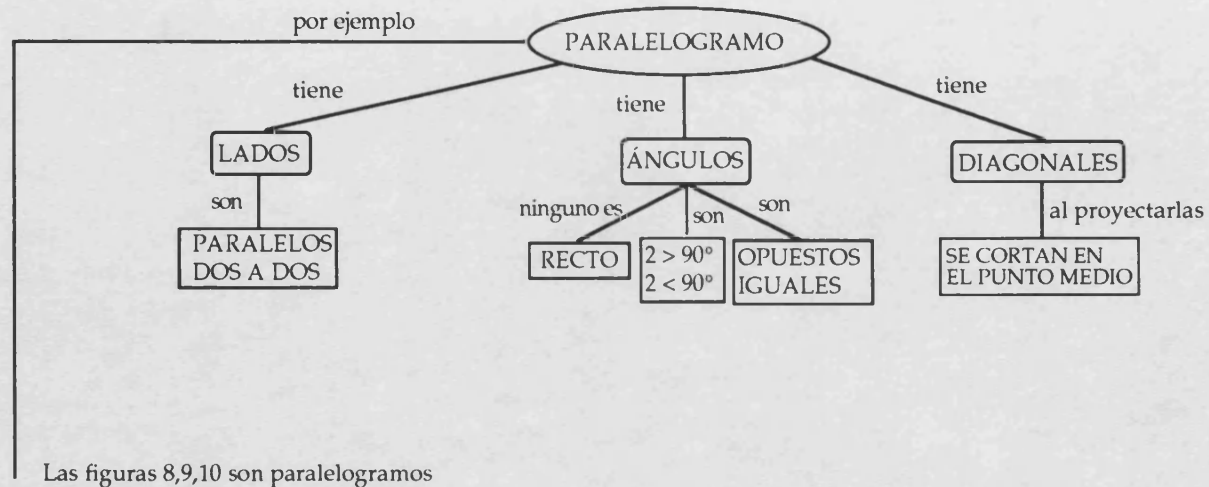 por ejemplo
PARALELOGRAMO
tiene
tiene
tiene
LADOS
ÁNGULOS
DIAGONALES
son
ninguno es
son
son
al proyectarlas
PARALELOS
DOS A DOS
RECTO
2 > 90°
2 < 90°
OPUESTOS
IGUALES
SE CORTAN EN
EL PUNTO MEDIO
Las figuras 8,9,10 son paralelogramos